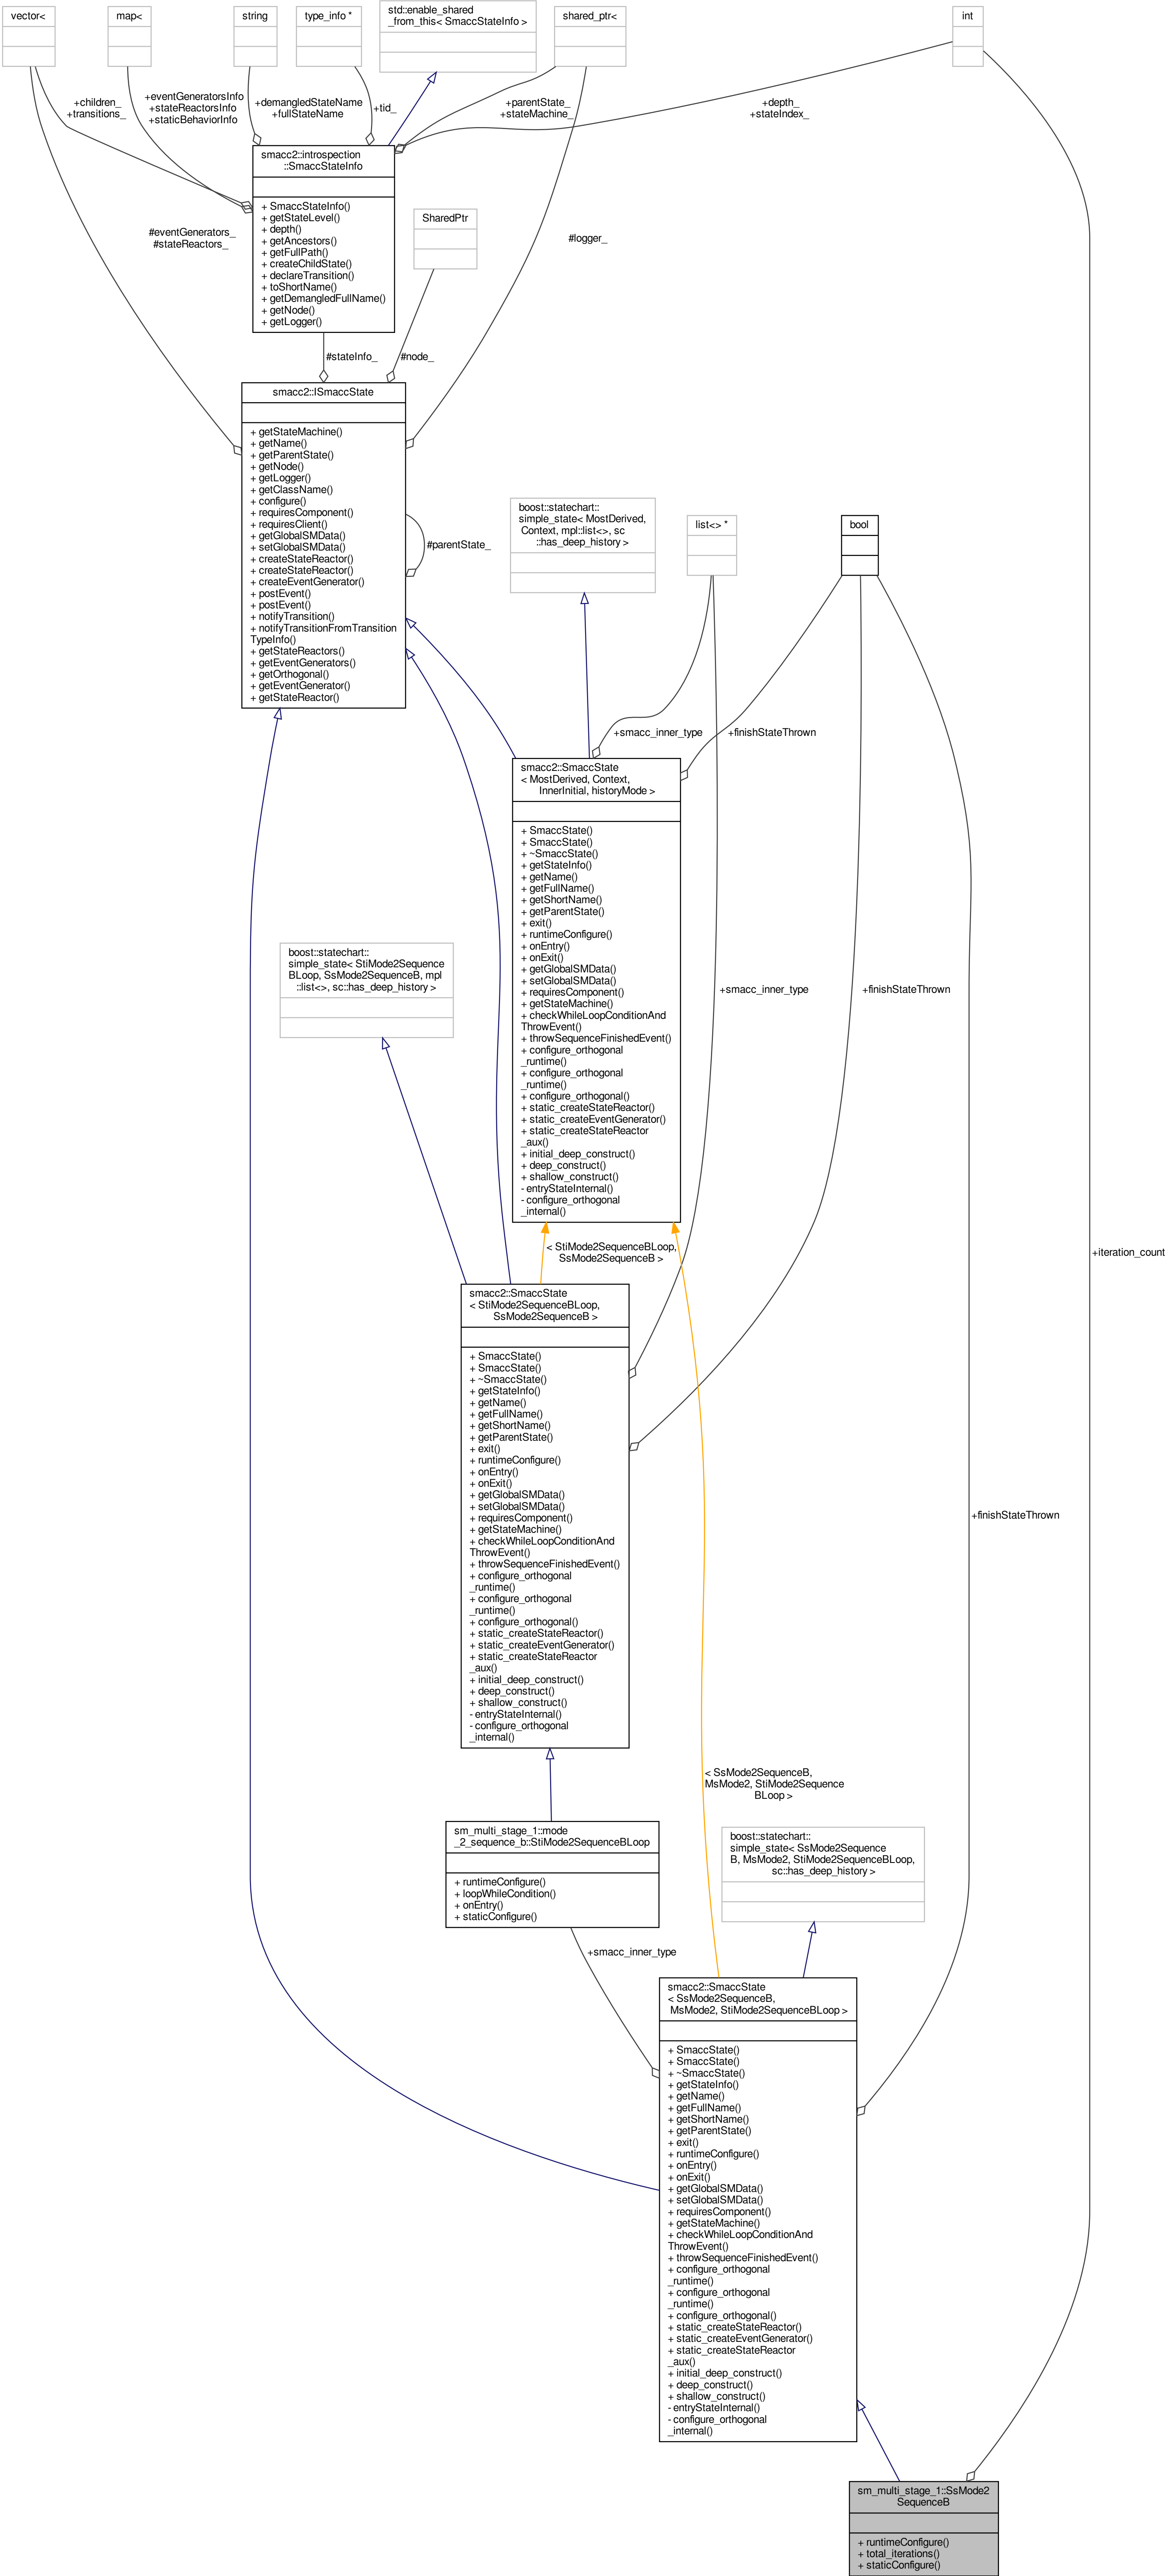 vector<
map<
string
type_info *
std::enable_shared
_from_this< SmaccStateInfo >
shared_ptr<
int
+children_
+transitions_
+eventGeneratorsInfo
+stateReactorsInfo
+staticBehaviorInfo
+demangledStateName
+fullStateName
+tid_
+parentState_
+stateMachine_
+depth_
+stateIndex_
smacc2::introspection
::SmaccStateInfo
+ SmaccStateInfo()
+ getStateLevel()
+ depth()
+ getAncestors()
+ getFullPath()
+ createChildState()
+ declareTransition()
+ toShortName()
+ getDemangledFullName()
+ getNode()
+ getLogger()
SharedPtr
#eventGenerators_
#stateReactors_
#logger_
#stateInfo_
#node_
smacc2::ISmaccState
+ getStateMachine()
+ getName()
+ getParentState()
+ getNode()
+ getLogger()
+ getClassName()
+ configure()
+ requiresComponent()
+ requiresClient()
+ getGlobalSMData()
+ setGlobalSMData()
+ createStateReactor()
+ createStateReactor()
+ createEventGenerator()
+ postEvent()
+ postEvent()
+ notifyTransition()
+ notifyTransitionFromTransition
TypeInfo()
+ getStateReactors()
+ getEventGenerators()
+ getOrthogonal()
+ getEventGenerator()
+ getStateReactor()
#parentState_
boost::statechart::
simple_state< MostDerived,
Context, mpl::list<>, sc
::has_deep_history >
list<> *
bool
+smacc_inner_type
+finishStateThrown
smacc2::SmaccState
< MostDerived, Context,
InnerInitial, historyMode >
+ SmaccState()
+ SmaccState()
+ ~SmaccState()
+ getStateInfo()
+ getName()
+ getFullName()
+ getShortName()
+ getParentState()
+ exit()
+ runtimeConfigure()
+ onEntry()
+ onExit()
+ getGlobalSMData()
+ setGlobalSMData()
+ requiresComponent()
+ getStateMachine()
+ checkWhileLoopConditionAnd
ThrowEvent()
+ throwSequenceFinishedEvent()
+ configure_orthogonal
_runtime()
+ configure_orthogonal
_runtime()
+ configure_orthogonal()
+ static_createStateReactor()
+ static_createEventGenerator()
+ static_createStateReactor
_aux()
+ initial_deep_construct()
+ deep_construct()
+ shallow_construct()
- entryStateInternal()
- configure_orthogonal
_internal()
boost::statechart::
simple_state< StiMode2Sequence
BLoop, SsMode2SequenceB, mpl
::list<>, sc::has_deep_history >
+smacc_inner_type
+finishStateThrown
< StiMode2SequenceBLoop,
SsMode2SequenceB >
+iteration_count
smacc2::SmaccState
< StiMode2SequenceBLoop,
SsMode2SequenceB >
+ SmaccState()
+ SmaccState()
+ ~SmaccState()
+ getStateInfo()
+ getName()
+ getFullName()
+ getShortName()
+ getParentState()
+ exit()
+ runtimeConfigure()
+ onEntry()
+ onExit()
+ getGlobalSMData()
+ setGlobalSMData()
+ requiresComponent()
+ getStateMachine()
+ checkWhileLoopConditionAnd
ThrowEvent()
+ throwSequenceFinishedEvent()
+ configure_orthogonal
_runtime()
+ configure_orthogonal
_runtime()
+ configure_orthogonal()
+ static_createStateReactor()
+ static_createEventGenerator()
+ static_createStateReactor
_aux()
+ initial_deep_construct()
+ deep_construct()
+ shallow_construct()
- entryStateInternal()
- configure_orthogonal
_internal()
+finishStateThrown
< SsMode2SequenceB,
MsMode2, StiMode2Sequence
BLoop >
sm_multi_stage_1::mode
_2_sequence_b::StiMode2SequenceBLoop
+ runtimeConfigure()
+ loopWhileCondition()
+ onEntry()
+ staticConfigure()
boost::statechart::
simple_state< SsMode2Sequence
B, MsMode2, StiMode2SequenceBLoop,
sc::has_deep_history >
+smacc_inner_type
smacc2::SmaccState
< SsMode2SequenceB,
MsMode2, StiMode2SequenceBLoop >
+ SmaccState()
+ SmaccState()
+ ~SmaccState()
+ getStateInfo()
+ getName()
+ getFullName()
+ getShortName()
+ getParentState()
+ exit()
+ runtimeConfigure()
+ onEntry()
+ onExit()
+ getGlobalSMData()
+ setGlobalSMData()
+ requiresComponent()
+ getStateMachine()
+ checkWhileLoopConditionAnd
ThrowEvent()
+ throwSequenceFinishedEvent()
+ configure_orthogonal
_runtime()
+ configure_orthogonal
_runtime()
+ configure_orthogonal()
+ static_createStateReactor()
+ static_createEventGenerator()
+ static_createStateReactor
_aux()
+ initial_deep_construct()
+ deep_construct()
+ shallow_construct()
- entryStateInternal()
- configure_orthogonal
_internal()
sm_multi_stage_1::SsMode2
SequenceB
+ runtimeConfigure()
+ total_iterations()
+ staticConfigure()